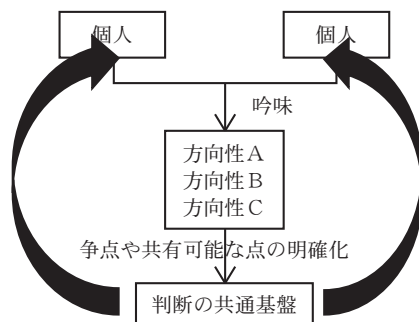 個人
個人
吟味
方向性A
方向性B
方向性C
争点や共有可能な点の明確化
判断の共通基盤